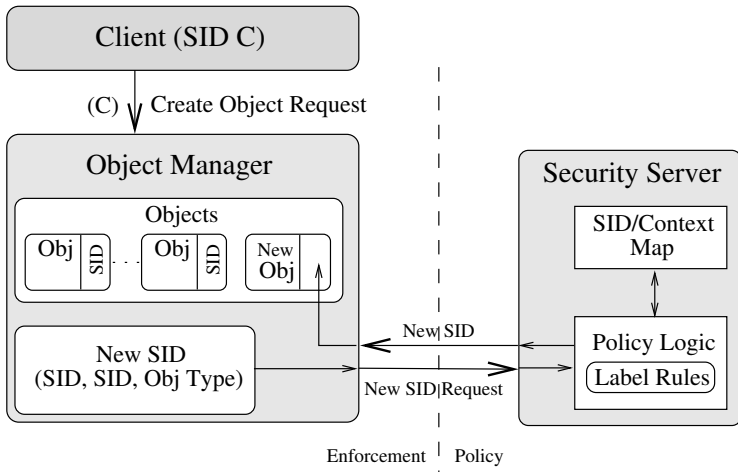 Client (SID C)
(C) Create Object Request
Object Manager
Objects
Obj SID
. . .
Obj SID
New
Obj
New SID
(SID, SID, Obj Type)
New SID
New SID Request
Security Server
SID/Context
Map
Policy Logic
Label Rules
Enforcement
Policy